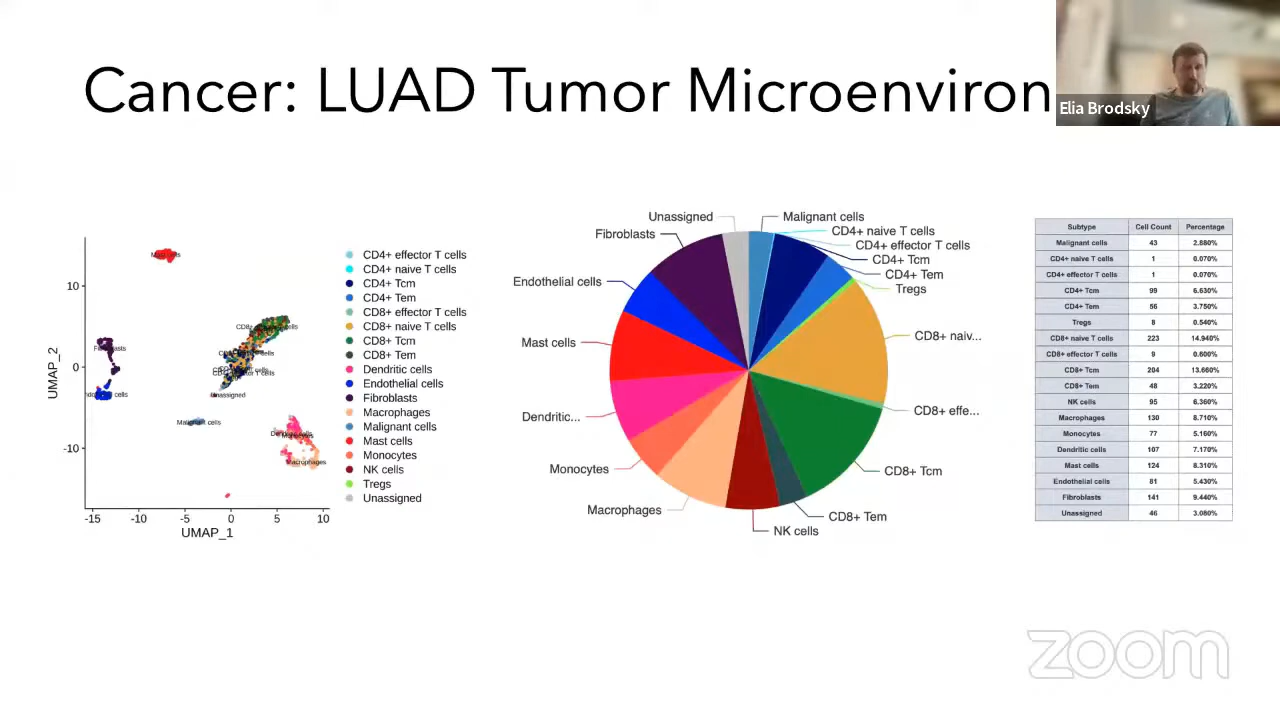 Cancer: LUAD Tumor Microenviron
Elia Brodsky
UMAP_2
10
0
-10
-15
-10
-5
0
5
10
UMAP_1
Fibroblasts
Malignant cells
Macrophages
CD4+ effector T cells
CD4+ naive T cells
CD4+ Tcm
CD4+ Tem
CD8+ effector T cells
CD8+ naive T cells
CD8+ Tcm
CD8+ Tem
Dendritic cells
Endothelial cells
Fibroblasts
Macrophages
Malignant cells
Mast cells
Monocytes
NK cells
Tregs
Unassigned
Unassigned
Fibroblasts
Endothelial cells
Mast cells
Dendritic...
Monocytes
Macrophages
Malignant cells
CD4+ naive T cells
CD4+ effector T cells
CD4+ Tcm
CD4+ Tem
Tregs
CD8+ naiv...
CD8+ effe...
CD8+ Tcm
CD8+ Tem
NK cells
Subtype Cell Count Percentage
Malignant cells 43 2.880%
CD4+ naive T cells 1 0.070%
CD4+ effector T cells 1 0.070%
CD4+ Tcm 99 6.630%
CD4+ Tem 56 3.750%
Tregs 8 0.540%
CD8+ naive T cells 223 14.940%
CD8+ effector T cells 9 0.600%
CD8+ Tcm 204 13.660%
CD8+ Tem 48 3.220%
NK cells 95 6.360%
Macrophages 130 8.710%
Monocytes 77 5.160%
Dendritic cells 107 7.170%
Mast cells 124 8.310%
Endothelial cells 81 5.430%
Fibroblasts 141 9.440%
Unassigned 46 3.080%
zoom